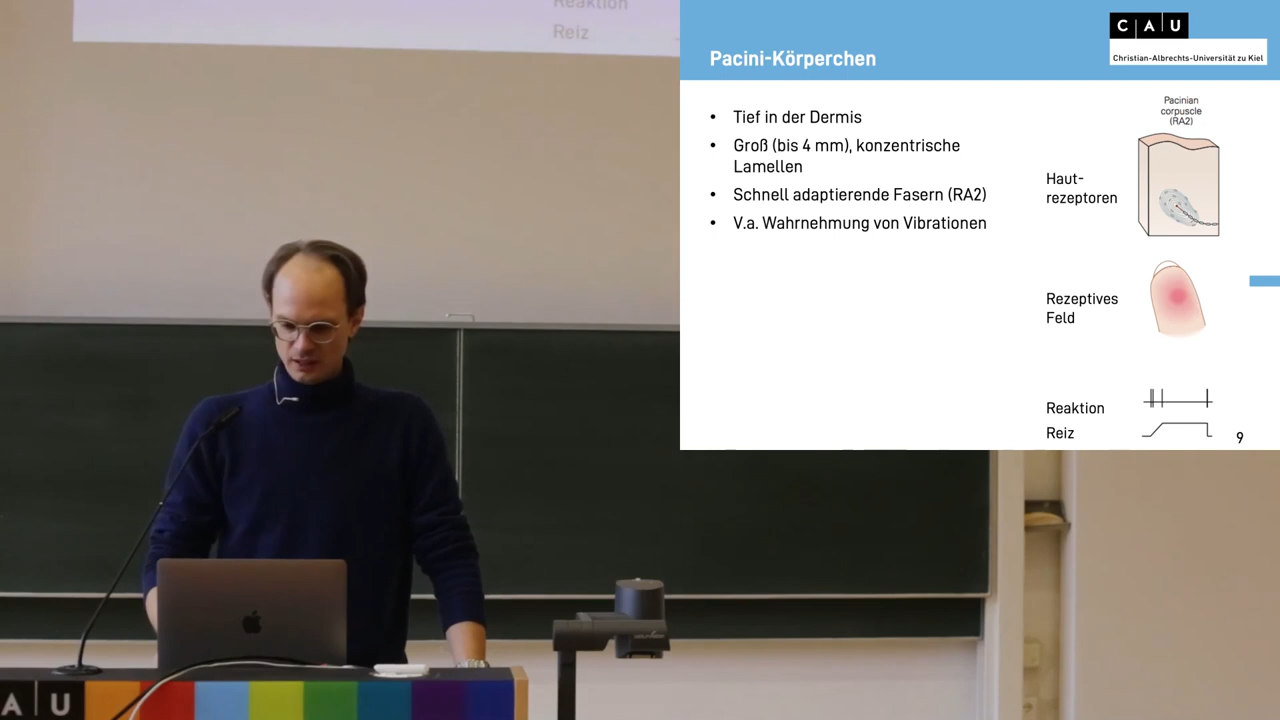 Reaktion
Reiz
Pacini-Körperchen
C A U
Christian-Albrechts-Universität zu Kiel
• Tief in der Dermis
• Groß (bis 4 mm), konzentrische
Lamellen
• Schnell adaptierende Fasern (RA2)
• V.a. Wahrnehmung von Vibrationen
Pacinian
corpuscle
(RA2)
Haut-
rezeptoren
Rezeptives
Feld
Reaktion
Reiz
9
A U